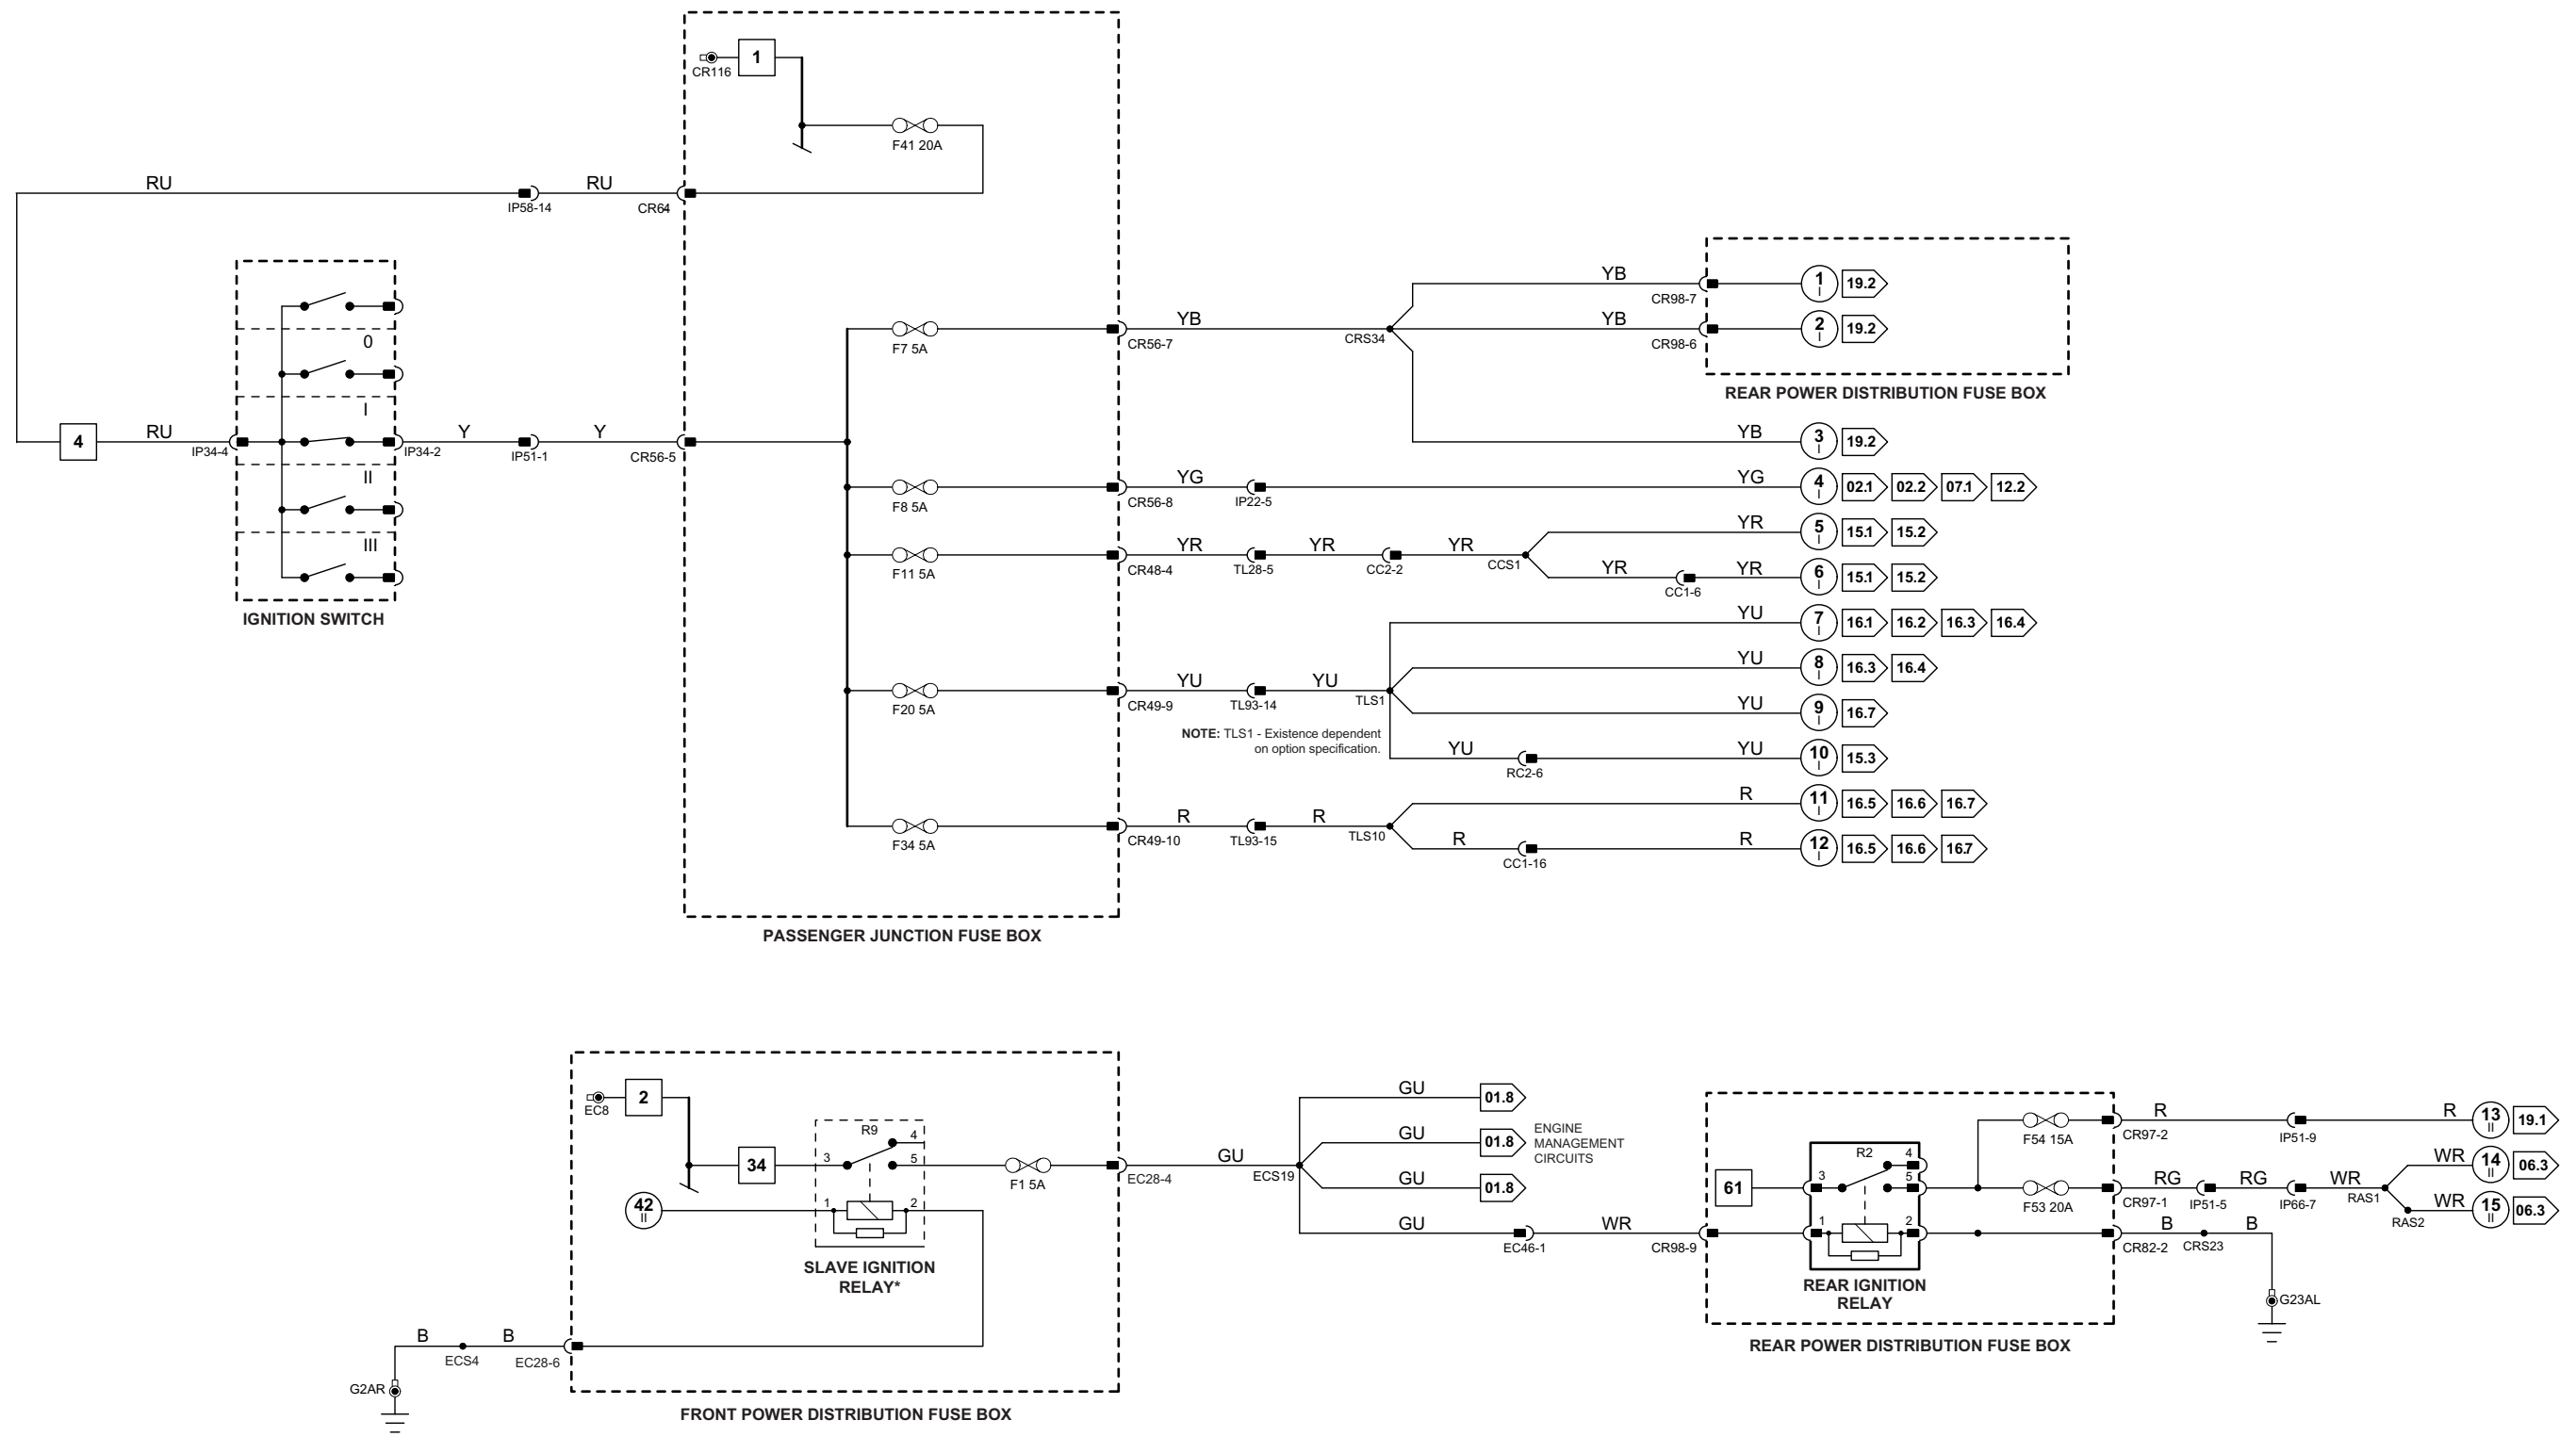 1
CR116
F41 20A
RU
RU
IP58-14
CR64
0
I
II
III
4
RU
IP34-4
IP34-2
Y
IP51-1
Y
CR56-5
IGNITION SWITCH
F7 5A
CR56-7
YB
CRS34
YB
CR98-7
1
I
19.2
YB
CR98-6
2
I
19.2
REAR POWER DISTRIBUTION FUSE BOX
YB
3
I
19.2
F8 5A
CR56-8
YG
IP22-5
YG
4
I
02.1
02.2
07.1
12.2
F11 5A
CR48-4
YR
TL28-5
YR
CC2-2
YR
CCS1
YR
5
I
15.1
15.2
YR
CC1-6
YR
6
I
15.1
15.2
F20 5A
CR49-9
YU
TL93-14
YU
TLS1
NOTE: TLS1 - Existence dependent
on option specification.
YU
7
I
16.1
16.2
16.3
16.4
YU
8
I
16.3
16.4
YU
9
I
16.7
YU
RC2-6
YU
10
I
15.3
F34 5A
CR49-10
R
TL93-15
R
TLS10
R
11
I
16.5
16.6
16.7
R
CC1-16
R
12
I
16.5
16.6
16.7
PASSENGER JUNCTION FUSE BOX
2
EC8
34
42
II
R9
3
4
5
1
2
F1 5A
SLAVE IGNITION
RELAY*
EC28-4
GU
ECS19
GU
01.8
GU
01.8
GU
01.8
ENGINE
MANAGEMENT
CIRCUITS
GU
EC46-1
WR
CR98-9
B
ECS4
B
EC28-6
G2AR
FRONT POWER DISTRIBUTION FUSE BOX
61
R2
3
4
5
1
2
REAR IGNITION
RELAY
F54 15A
CR97-2
R
IP51-9
R
13
II
19.1
F53 20A
CR97-1
RG
IP51-5
RG
IP66-7
WR
RAS1
WR
14
II
06.3
RAS2
WR
15
II
06.3
CR82-2
B
CRS23
B
G23AL
REAR POWER DISTRIBUTION FUSE BOX